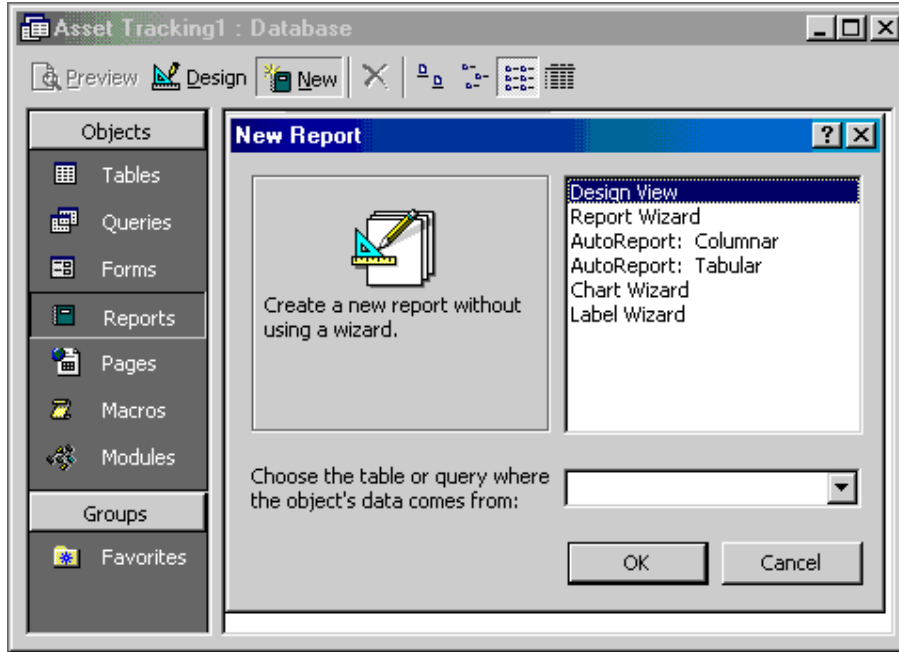 Asset Tracking1 : Database
Preview Design New
Objects
Tables
Queries
Forms
Reports
Pages
Macros
Modules
Groups
Favorites
New Report
Create a new report without
using a wizard.
Design View
Report Wizard
AutoReport: Columnar
AutoReport: Tabular
Chart Wizard
Label Wizard
Choose the table or query where
the object's data comes from:
OK Cancel